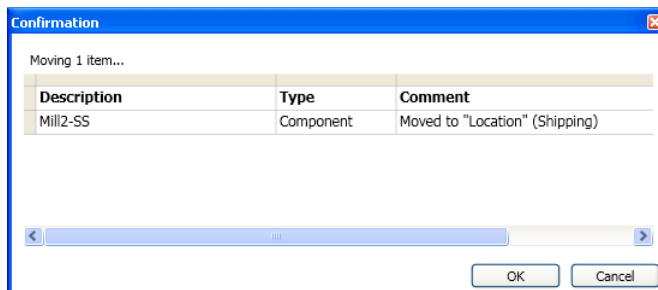 Confirmation
Moving 1 item...
Description Type Comment
Mill2-SS Component Moved to "Location" (Shipping)
OK Cancel